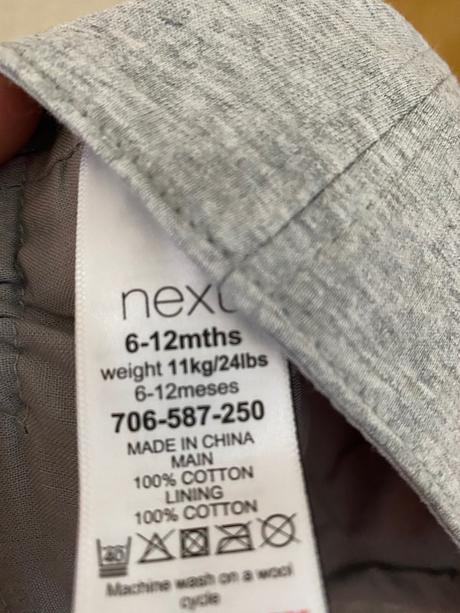 next
6-12mths
weight 11kg/24lbs
6-12meses
706-587-250
MADE IN CHINA
MAIN
100% COTTON
LINING
100% COTTON
40
Machine wash on a wool
cycle